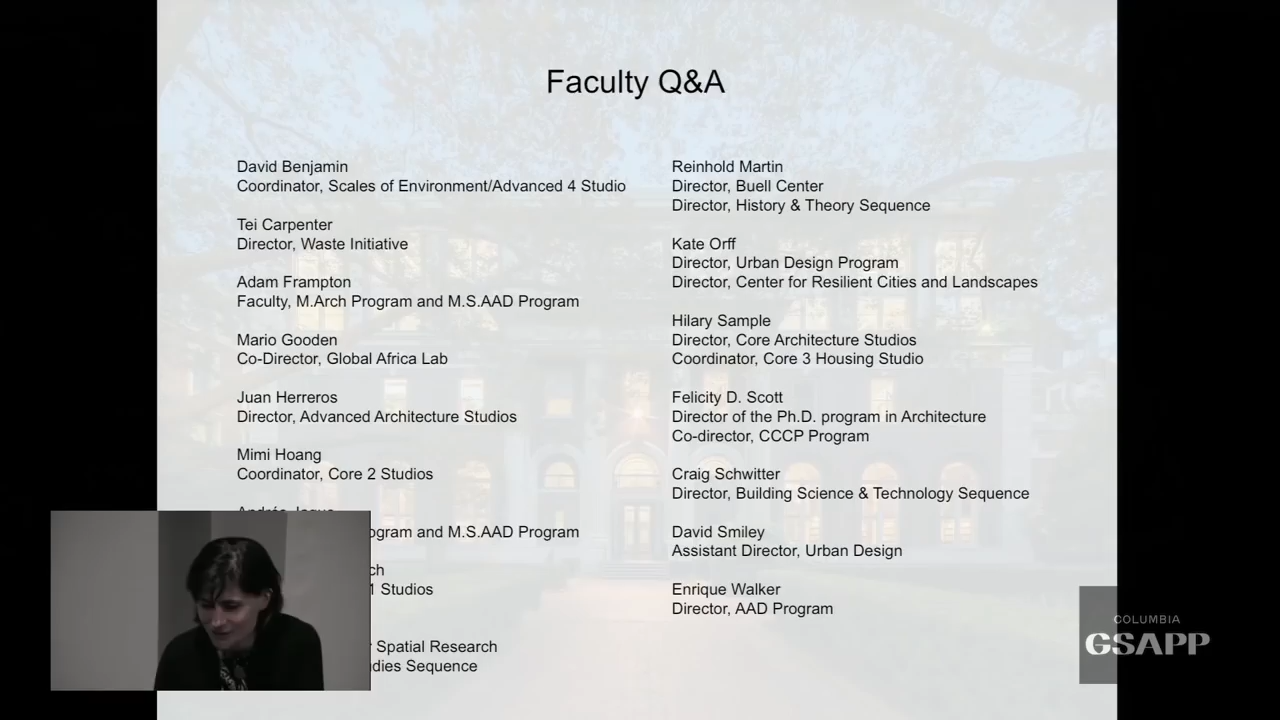 Faculty Q&A
David Benjamin
Coordinator, Scales of Environment/Advanced 4 Studio
Tei Carpenter
Director, Waste Initiative
Adam Frampton
Faculty, M.Arch Program and M.S.AAD Program
Mario Gooden
Co-Director, Global Africa Lab
Juan Herreros
Director, Advanced Architecture Studios
Mimi Hoang
Coordinator, Core 2 Studios
ogram and M.S.AAD Program
ch
1 Studios
Spatial Research
dies Sequence
Reinhold Martin
Director, Buell Center
Director, History & Theory Sequence
Kate Orff
Director, Urban Design Program
Director, Center for Resilient Cities and Landscapes
Hilary Sample
Director, Core Architecture Studios
Coordinator, Core 3 Housing Studio
Felicity D. Scott
Director of the Ph.D. program in Architecture
Co-director, CCCP Program
Craig Schwitter
Director, Building Science & Technology Sequence
David Smiley
Assistant Director, Urban Design
Enrique Walker
Director, AAD Program
COLUMBIA
GSAPP